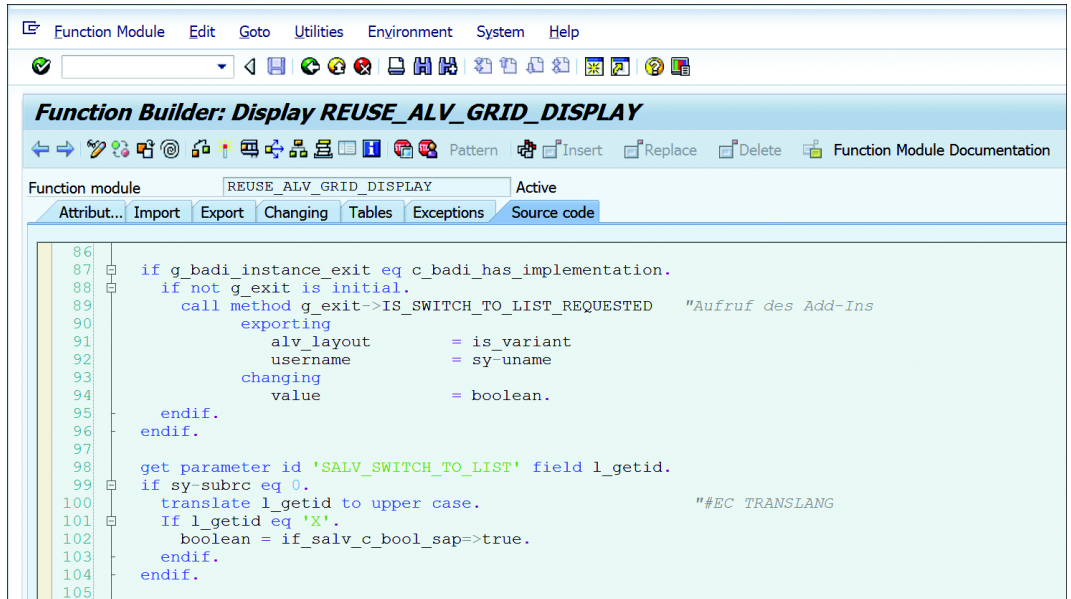 Function Module Edit Goto Utilities Environment System Help
Function Builder: Display REUSE_ALV_GRID_DISPLAY
Pattern Insert Replace Delete Function Module Documentation
Function module REUSE_ALV_GRID_DISPLAY Active
Attribut... Import Export Changing Tables Exceptions Source code
86
87 if g_badi_instance_exit eq c_badi_has_implementation.
88 if not g_exit is initial.
89 call method g_exit->IS_SWITCH_TO_LIST_REQUESTED "Aufruf des Add-Ins
90 exporting
91 alv_layout = is_variant
92 username = sy-uname
93 changing
94 value = boolean.
95 endif.
96 endif.
97
98 get parameter id 'SALV_SWITCH_TO_LIST' field l_getid.
99 if sy-subrc eq 0.
100 translate l_getid to upper case. "#EC TRANSLANG
101 If l_getid eq 'X'.
102 boolean = if_salv_c_bool_sap=>true.
103 endif.
104 endif.
105